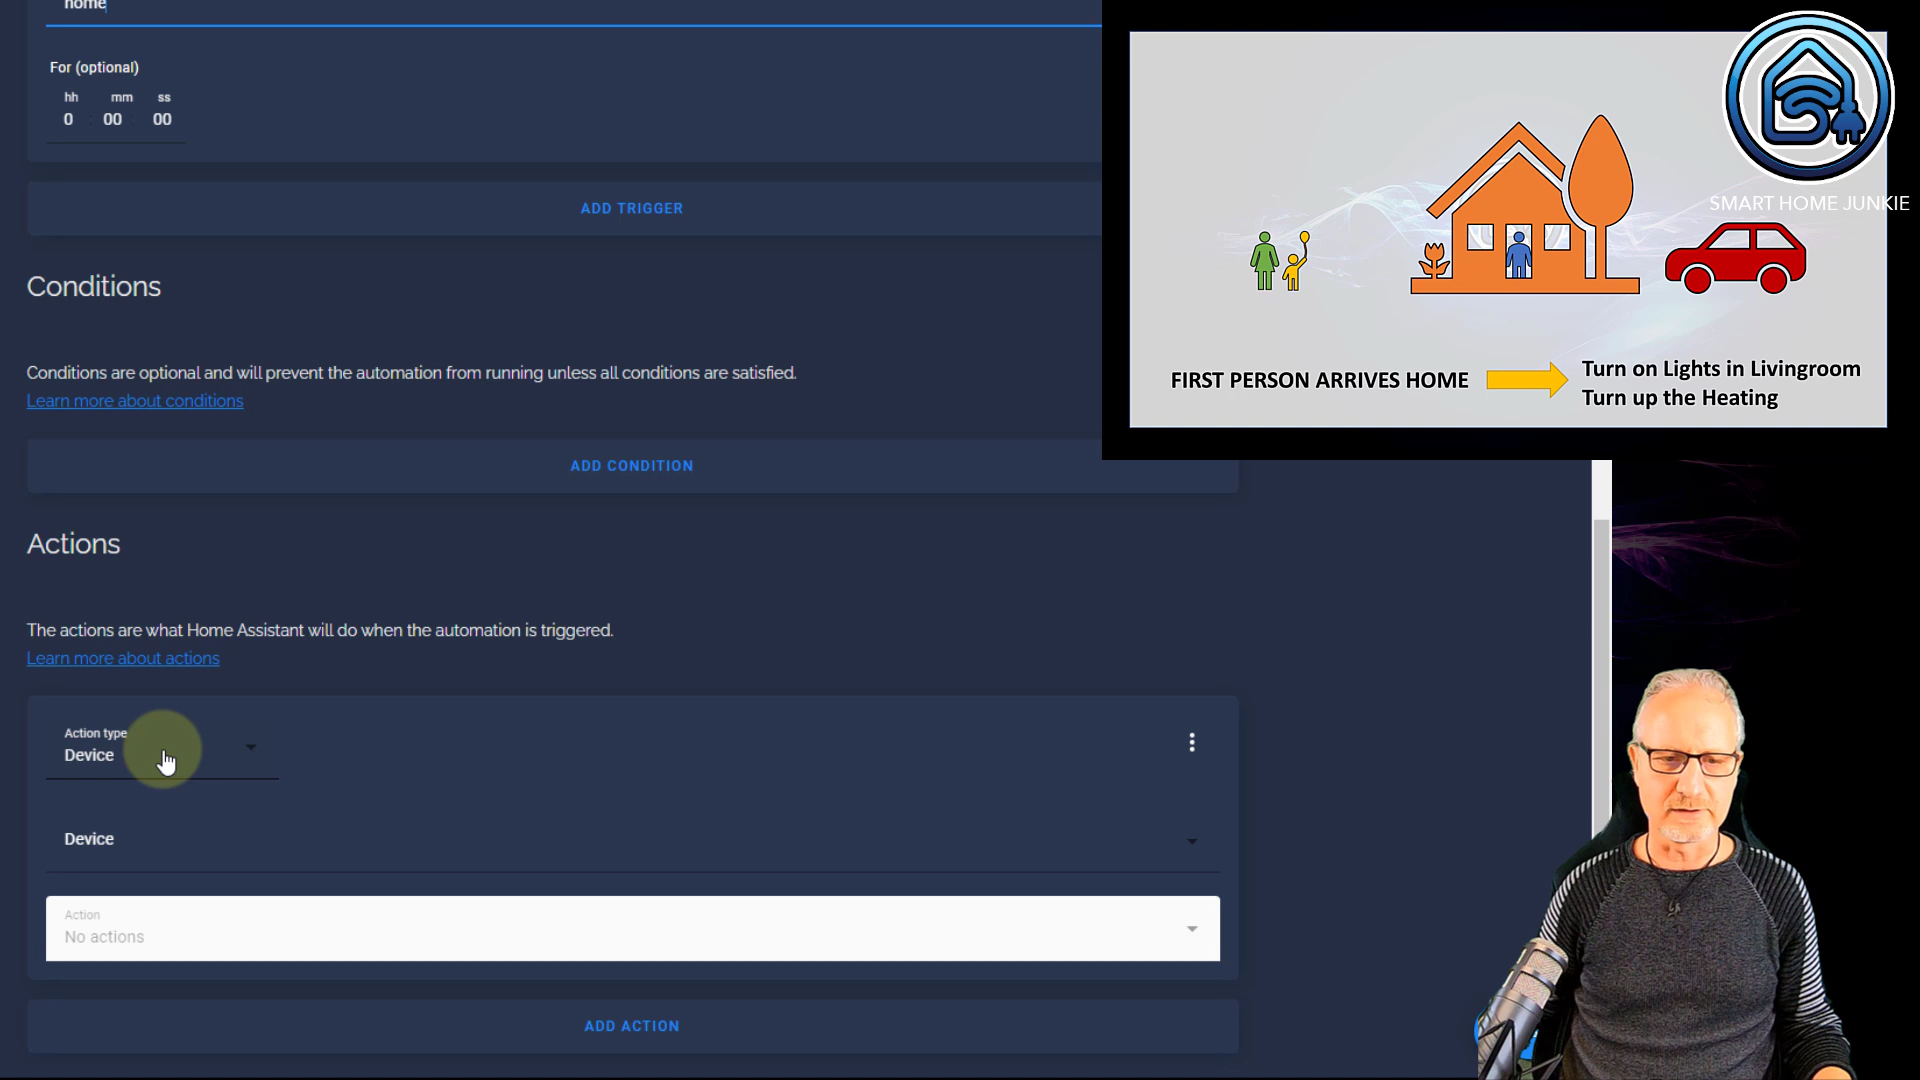 home
For (optional)
hh mm ss
0 : 00 : 00
ADD TRIGGER
Conditions
Conditions are optional and will prevent the automation from running unless all conditions are satisfied.
Learn more about conditions
ADD CONDITION
Actions
The actions are what Home Assistant will do when the automation is triggered.
Learn more about actions
Action type
Device
Device
Action
No actions
ADD ACTION
SMART HOME JUNKIE
FIRST PERSON ARRIVES HOME
Turn on Lights in Livingroom
Turn up the Heating